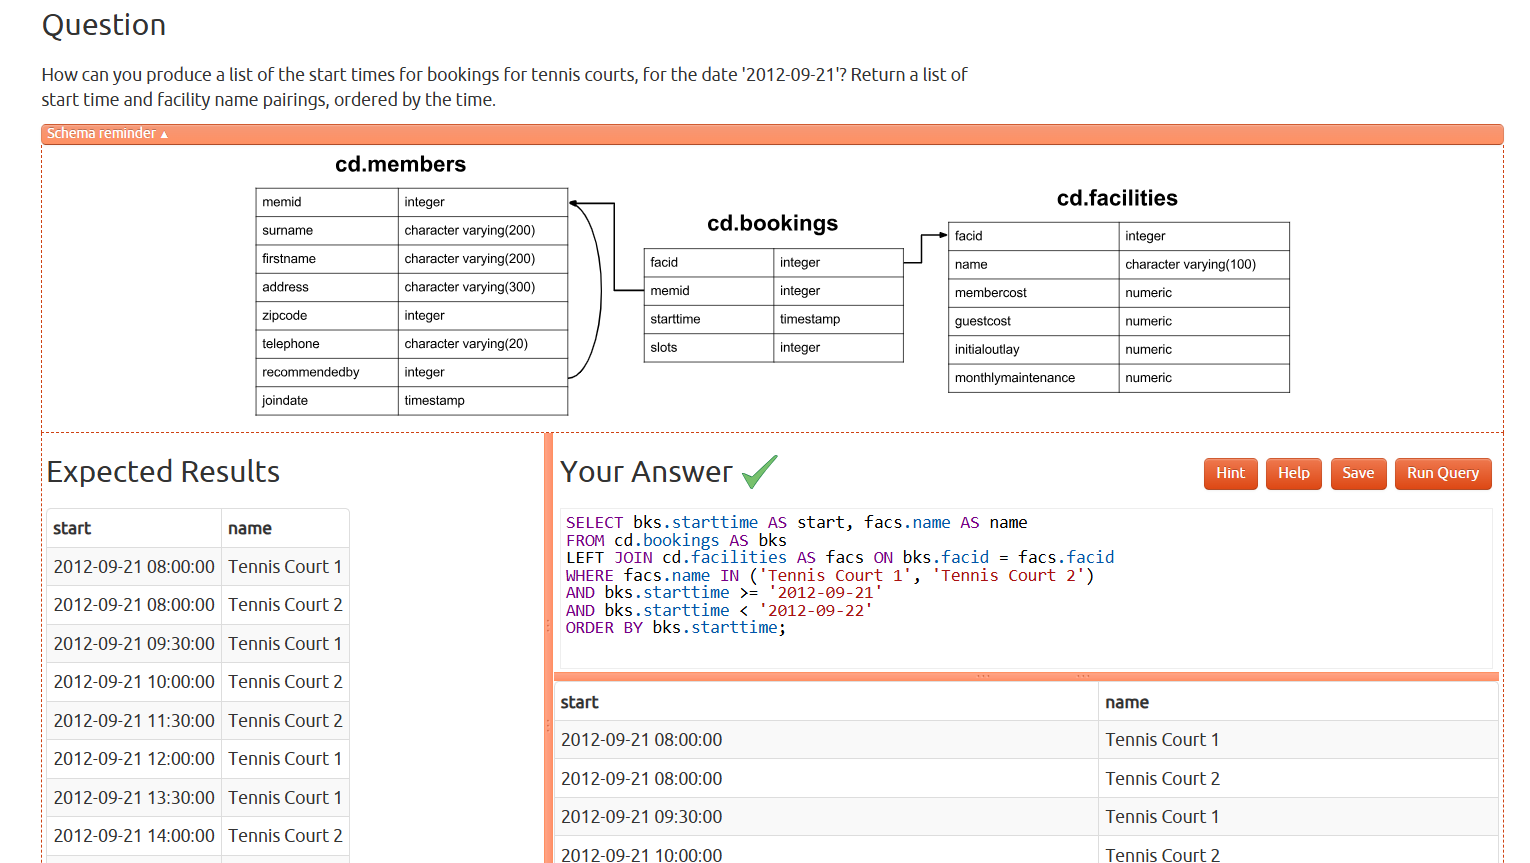 Question
How can you produce a list of the start times for bookings for tennis courts, for the date '2012-09-21'? Return a list of
start time and facility name pairings, ordered by the time.
Schema reminder ▲
cd.members
memid integer
surname character varying(200)
firstname character varying(200)
address character varying(300)
zipcode integer
telephone character varying(20)
recommendedby integer
joindate timestamp
cd.bookings
facid integer
memid integer
starttime timestamp
slots integer
cd.facilities
facid integer
name character varying(100)
membercost numeric
guestcost numeric
initialoutlay numeric
monthlymaintenance numeric
Expected Results
start name
2012-09-21 08:00:00 Tennis Court 1
2012-09-21 08:00:00 Tennis Court 2
2012-09-21 09:30:00 Tennis Court 1
2012-09-21 10:00:00 Tennis Court 2
2012-09-21 11:30:00 Tennis Court 2
2012-09-21 12:00:00 Tennis Court 1
2012-09-21 13:30:00 Tennis Court 1
2012-09-21 14:00:00 Tennis Court 2
Your Answer
Hint Help Save Run Query
SELECT bks.starttime AS start, facs.name AS name
FROM cd.bookings AS bks
LEFT JOIN cd.facilities AS facs ON bks.facid = facs.facid
WHERE facs.name IN ('Tennis Court 1', 'Tennis Court 2')
AND bks.starttime >= '2012-09-21'
AND bks.starttime < '2012-09-22'
ORDER BY bks.starttime;
start name
2012-09-21 08:00:00 Tennis Court 1
2012-09-21 08:00:00 Tennis Court 2
2012-09-21 09:30:00 Tennis Court 1
2012-09-21 10:00:00 Tennis Court 2